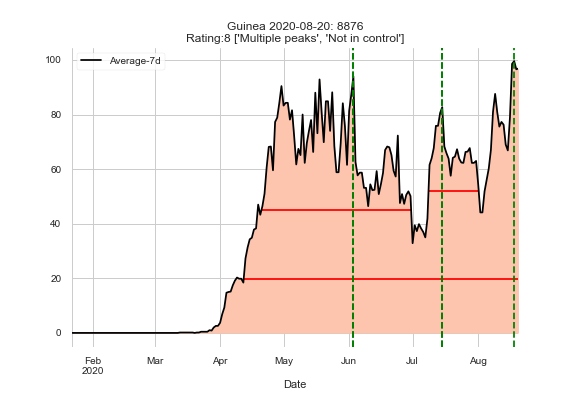 Guinea 2020-08-20: 8876
Rating:8 ['Multiple peaks', 'Not in control']
Average-7d
100
80
60
40
20
0
Feb Mar Apr May Jun Jul Aug
2020
Date